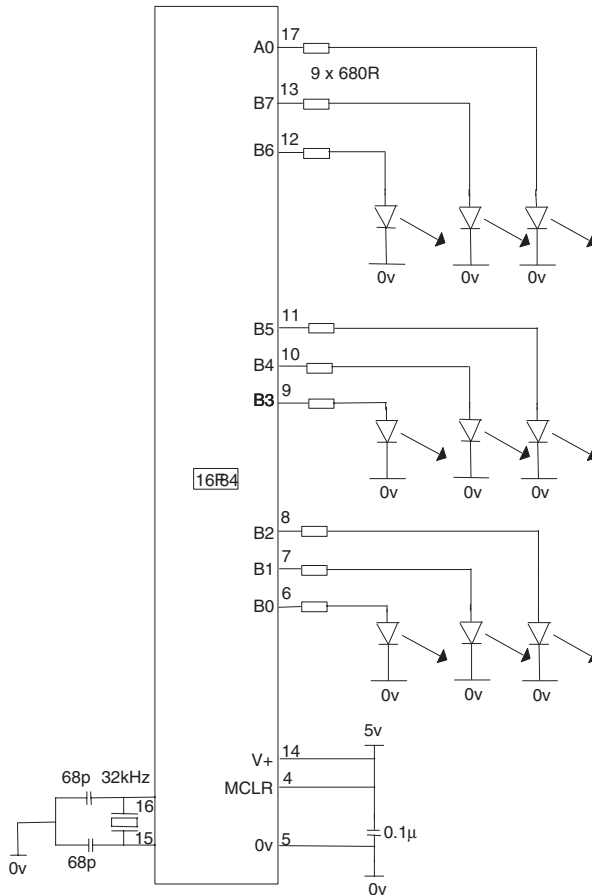 17
A0
9 x 680R
13
B7
12
B6
0v 0v 0v
11
B5
10
B4
9
B3
0v 0v 0v
16F84
8
B2
7
B1
6
B0
0v 0v 0v
5v
V+ 14
MCLR 4
68p 32kHz
16
0.1µ
15
0v 5
68p
0v
0v